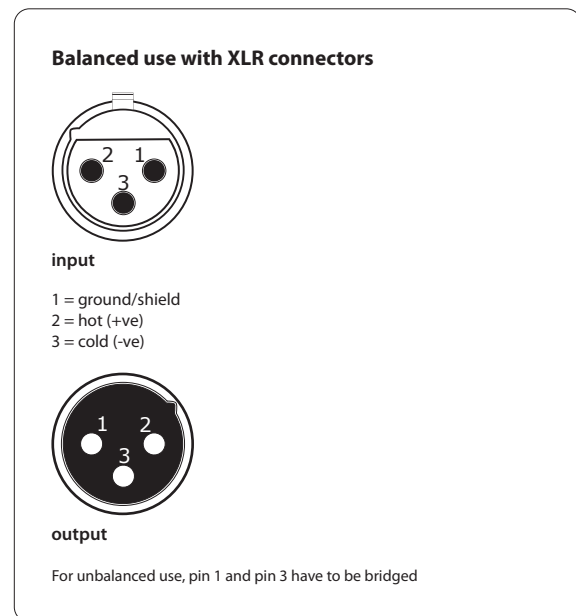 Balanced use with XLR connectors
2 1
3
input
1 = ground/shield
2 = hot (+ve)
3 = cold (-ve)
1 2
3
output
For unbalanced use, pin 1 and pin 3 have to be bridged